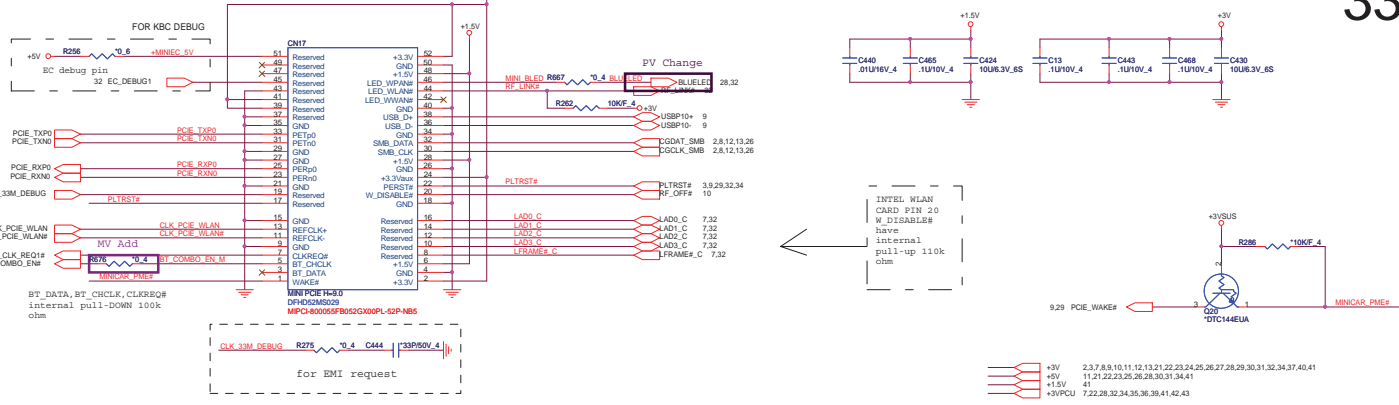 33
FOR KBC DEBUG
+5V R256 *0_6 +MINIEC_5V
EC debug pin
32 EC_DEBUG1
CN17
51 Reserved +3.3V 52
49 Reserved GND 50
47 Reserved +1.5V 48
45 Reserved LED_WPAN# 46
43 Reserved LED_WLAN# 44
41 Reserved LED_WWAN# 42
39 Reserved GND 40
37 Reserved USB_D+ 38
35 GND USB_D- 36
33 PETp0 GND 34
31 PETn0 SMB_DATA 32
29 GND SMB_CLK 30
27 GND +1.5V 28
25 PERp0 GND 26
23 PERn0 +3.3Vaux 24
21 GND PERST# 22
19 Reserved W_DISABLE# 20
17 Reserved GND 18
15 GND Reserved 16
13 REFCLK+ Reserved 14
11 REFCLK- Reserved 12
9 GND Reserved 10
7 CLKREQ# Reserved 8
5 BT_CHCLK +1.5V 6
3 BT_DATA GND 4
1 WAKE# +3.3V 2
MINI PCIE H=9.0
DFHD52MS029
MIPCI-800055FB052GX00PL-52P-NB5
PCIE_TXP0 PCIE_TXP0
PCIE_TXN0 PCIE_TXN0
PCIE_RXP0 PCIE_RXP0
PCIE_RXN0 PCIE_RXN0
_33M_DEBUG
PLTRST#
K_PCIE_WLAN CLK_PCIE_WLAN
_PCIE_WLAN# CLK_PCIE_WLAN#
MV Add
_CLK_REQ1#
OMBO_EN# R676 *0_4 BT_COMBO_EN_M
MINICAR_PME#
BT_DATA,BT_CHCLK,CLKREQ#
internal pull-DOWN 100k
ohm
+1.5V
PV Change
MINI_BLED R667 *0_4 BLUELED BLUELED 28,32
RF_LINK#
R262 10K/F_4 +3V
USBP10+ 9
USBP10- 9
CGDAT_SMB 2,8,12,13,26
CGCLK_SMB 2,8,12,13,26
PLTRST# PLTRST# 3,9,29,32,34
RF_OFF# 10
LAD0_C LAD0_C 7,32
LAD1_C LAD1_C 7,32
LAD2_C LAD2_C 7,32
LAD3_C LAD3_C 7,32
LFRAME#_C LFRAME#_C 7,32
CLK_33M_DEBUG R275 *0_4 C444 *33P/50V_4
for EMI request
+1.5V
C440 .01U/16V_4
C465 .1U/10V_4
C424 10U/6.3V_6S
+3V
C13 .1U/10V_4
C443 .1U/10V_4
C468 .1U/10V_4
C430 10U/6.3V_6S
INTEL WLAN
CARD PIN 20
W_DISABLE#
have
internal
pull-up 110k
ohm
+3VSUS
R286 *10K/F_4
2
9,29 PCIE_WAKE# 3 1 MINICAR_PME#
Q20
*DTC144EUA
+3V 2,3,7,8,9,10,11,12,13,21,22,23,24,25,26,27,28,29,30,31,32,34,37,40,41
+5V 11,21,22,23,25,26,28,30,31,34,41
+1.5V 41
+3VPCU 7,22,28,32,34,35,36,39,41,42,43